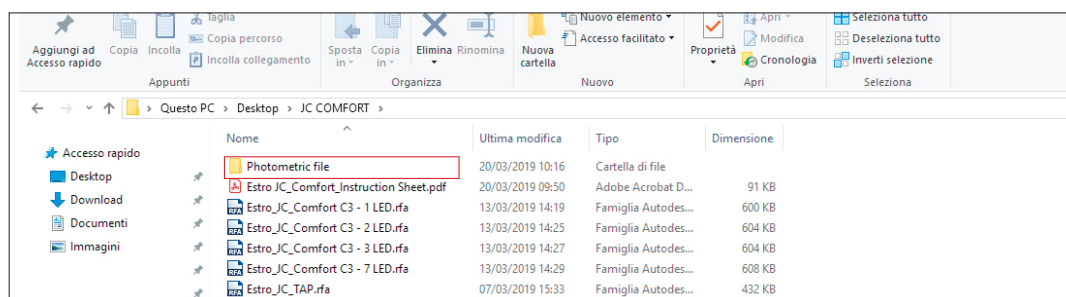 Taglia
Copia percorso
Incolla collegamento
Aggiungi ad
Accesso rapido
Copia
Incolla
Appunti
Sposta
in
Copia
in
Elimina
Rinomina
Organizza
Nuova
cartella
Nuovo elemento
Accesso facilitato
Nuovo
Proprietà
Apri
Modifica
Cronologia
Apri
Seleziona tutto
Deseleziona tutto
Inverti selezione
Seleziona
Questo PC > Desktop > JC COMFORT >
Nome Ultima modifica Tipo Dimensione
Accesso rapido
Desktop
Download
Documenti
Immagini
Photometric file 20/03/2019 10:16 Cartella di file
Estro JC_Comfort_Instruction Sheet.pdf 20/03/2019 09:50 Adobe Acrobat D... 91 KB
RFA Estro_JC_Comfort C3 - 1 LED.rfa 13/03/2019 14:19 Famiglia Autodes... 600 KB
RFA Estro_JC_Comfort C3 - 2 LED.rfa 13/03/2019 14:25 Famiglia Autodes... 604 KB
RFA Estro_JC_Comfort C3 - 3 LED.rfa 13/03/2019 14:27 Famiglia Autodes... 604 KB
RFA Estro_JC_Comfort C3 - 7 LED.rfa 13/03/2019 14:29 Famiglia Autodes... 608 KB
RFA Estro_JC_TAP.rfa 07/03/2019 15:33 Famiglia Autodes... 432 KB